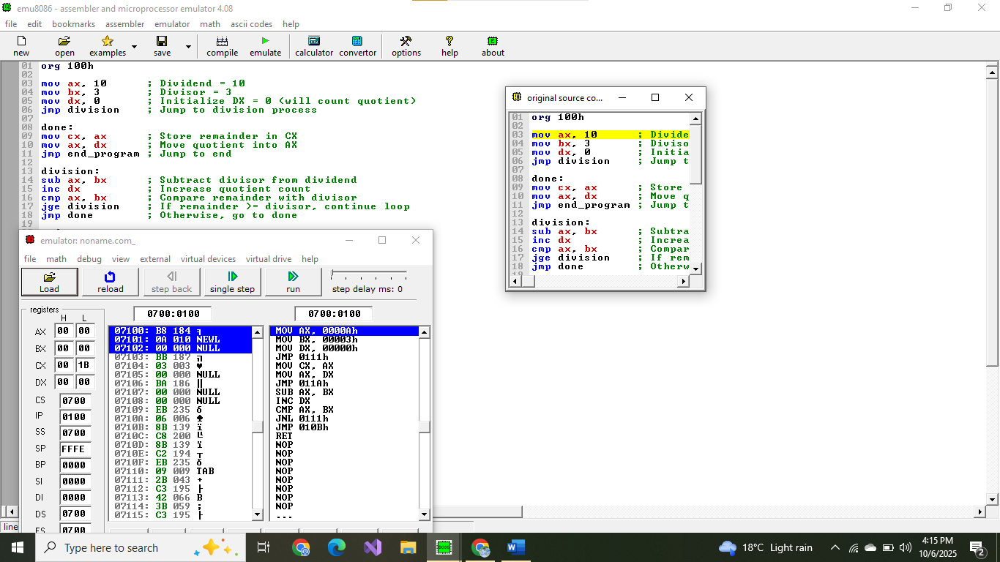 emu8086 - assembler and microprocessor emulator 4.08
file edit bookmarks assembler emulator math ascii codes help
new open examples save compile emulate calculator convertor options help about
01 org 100h
02
03 mov ax, 10 ; Dividend = 10
04 mov bx, 3 ; Divisor = 3
05 mov dx, 0 ; Initialize DX = 0 (will count quotient)
06 jmp division ; Jump to division process
07
08 done:
09 mov cx, ax ; Store remainder in CX
10 mov ax, dx ; Move quotient into AX
11 jmp end_program ; Jump to end
12
13 division:
14 sub ax, bx ; Subtract divisor from dividend
15 inc dx ; Increase quotient count
16 cmp ax, bx ; Compare remainder with divisor
17 jge division ; If remainder >= divisor, continue loop
18 jmp done ; Otherwise, go to done
19
original source co...
01 org 100h
02
03 mov ax, 10 ; Divide
04 mov bx, 3 ; Diviso
05 mov dx, 0 ; Initia
06 jmp division ; Jump t
07
08 done:
09 mov cx, ax ; Store
10 mov ax, dx ; Move q
11 jmp end_program ; Jump t
12
13 division:
14 sub ax, bx ; Subtra
15 inc dx ; Increa
16 cmp ax, bx ; Compar
17 jge division ; If rem
18 jmp done ; Otherw
emulator: noname.com_
file math debug view external virtual devices virtual drive help
Load reload step back single step run step delay ms: 0
registers
H L
AX 00 00
BX 00 00
CX 00 1B
DX 00 00
CS 0700
IP 0100
SS 0700
SP FFFE
BP 0000
SI 0000
DI 0000
DS 0700
ES 0700
0700:0100
07100: B8 184 ╕
07101: 0A 010 NEWL
07102: 00 000 NULL
07103: BB 187 ╗
07104: 03 003 ♥
07105: 00 000 NULL
07106: BA 186 ║
07107: 00 000 NULL
07108: 00 000 NULL
07109: EB 235 δ
0710A: 06 006 ♠
0710B: 8B 139 ï
0710C: C8 200 ╚
0710D: 8B 139 ï
0710E: C2 194 ┬
0710F: EB 235 δ
07110: 09 009 TAB
07111: 2B 043 +
07112: C3 195 ├
07113: 42 066 B
07114: 3B 059 ;
07115: C3 195 ├
0700:0100
MOV AX, 0000Ah
MOV BX, 00003h
MOV DX, 00000h
JMP 0111h
MOV CX, AX
MOV AX, DX
JMP 011Ah
SUB AX, BX
INC DX
CMP AX, BX
JNL 0111h
JMP 010Bh
RET
NOP
NOP
NOP
NOP
NOP
NOP
NOP
NOP
...
line
Type here to search
18°C Light rain
4:15 PM
10/6/2025
2